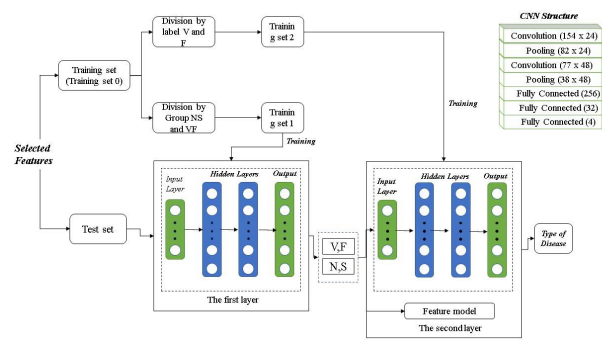 CNN Structure
Convolution (154 x 24)
Pooling (82 x 24)
Convolution (77 x 48)
Pooling (38 x 48)
Fully Connected (256)
Fully Connected (32)
Fully Connected (4)
Division by
label V and
F
Trainin
g set 2
Training set
(Training set 0)
Division by
Group NS
and VF
Trainin
g set 1
Training
Training
Selected
Features
Test set
Input
Layer
Hidden Layers
Output
The first layer
V,F
N,S
Input
Layer
Hidden Layers
Output
Feature model
The second layer
Type of
Disease